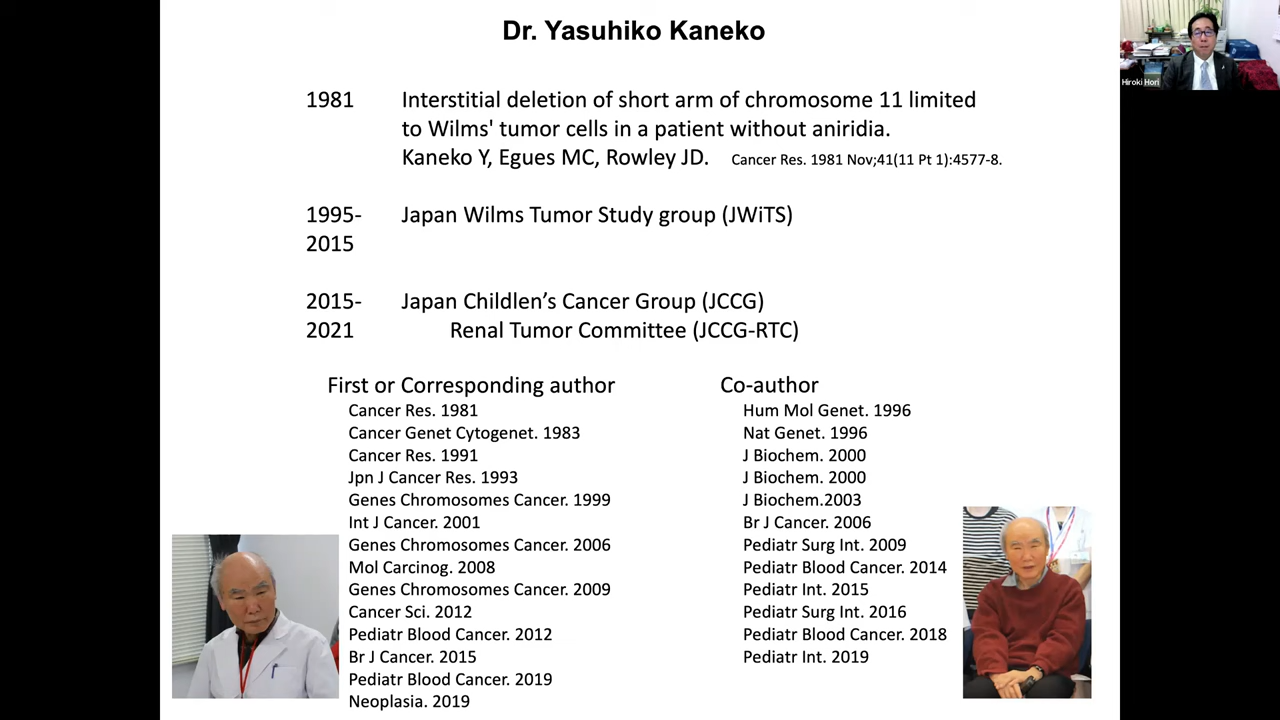 Dr. Yasuhiko Kaneko
Hiroki Hori
1981 Interstitial deletion of short arm of chromosome 11 limited
to Wilms' tumor cells in a patient without aniridia.
Kaneko Y, Egues MC, Rowley JD. Cancer Res. 1981 Nov;41(11 Pt 1):4577-8.
1995- Japan Wilms Tumor Study group (JWiTS)
2015
2015- Japan Childlen’s Cancer Group (JCCG)
2021 Renal Tumor Committee (JCCG-RTC)
First or Corresponding author
Cancer Res. 1981
Cancer Genet Cytogenet. 1983
Cancer Res. 1991
Jpn J Cancer Res. 1993
Genes Chromosomes Cancer. 1999
Int J Cancer. 2001
Genes Chromosomes Cancer. 2006
Mol Carcinog. 2008
Genes Chromosomes Cancer. 2009
Cancer Sci. 2012
Pediatr Blood Cancer. 2012
Br J Cancer. 2015
Pediatr Blood Cancer. 2019
Neoplasia. 2019
Co-author
Hum Mol Genet. 1996
Nat Genet. 1996
J Biochem. 2000
J Biochem. 2000
J Biochem.2003
Br J Cancer. 2006
Pediatr Surg Int. 2009
Pediatr Blood Cancer. 2014
Pediatr Int. 2015
Pediatr Surg Int. 2016
Pediatr Blood Cancer. 2018
Pediatr Int. 2019